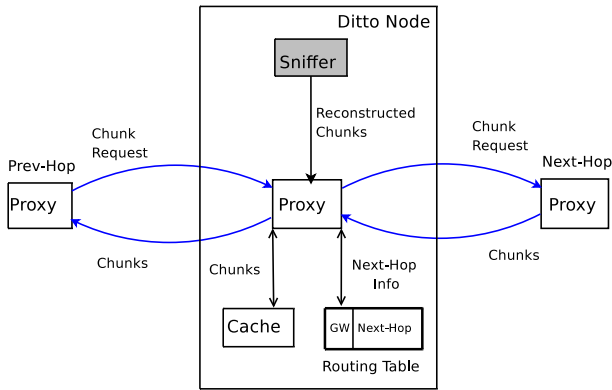 Ditto Node
Sniffer
Reconstructed
Chunks
Chunk
Request
Chunk
Request
Prev-Hop
Next-Hop
Proxy
Proxy
Proxy
Chunks
Chunks
Next-Hop
Info
Chunks
Cache
GW
Next-Hop
Routing Table